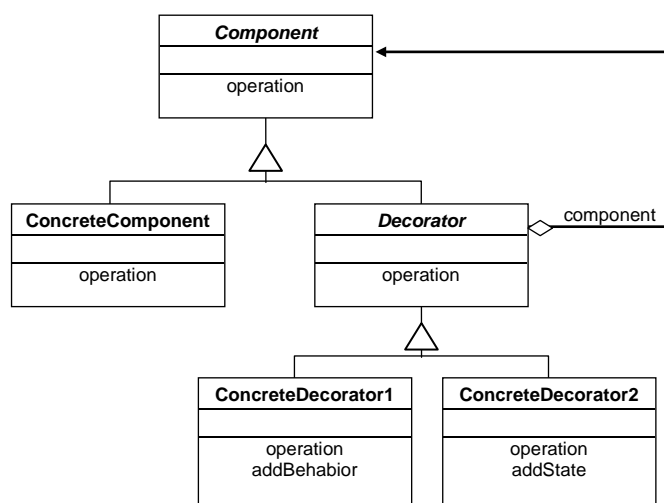 Component
operation
ConcreteComponent
operation
Decorator
operation
component
ConcreteDecorator1
operation
addBehabior
ConcreteDecorator2
operation
addState